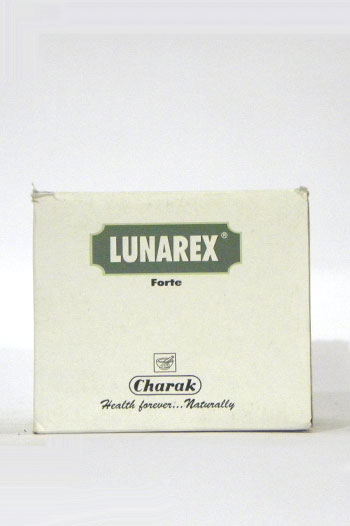 LUNAREX®
Forte
Charak
Health forever...Naturally